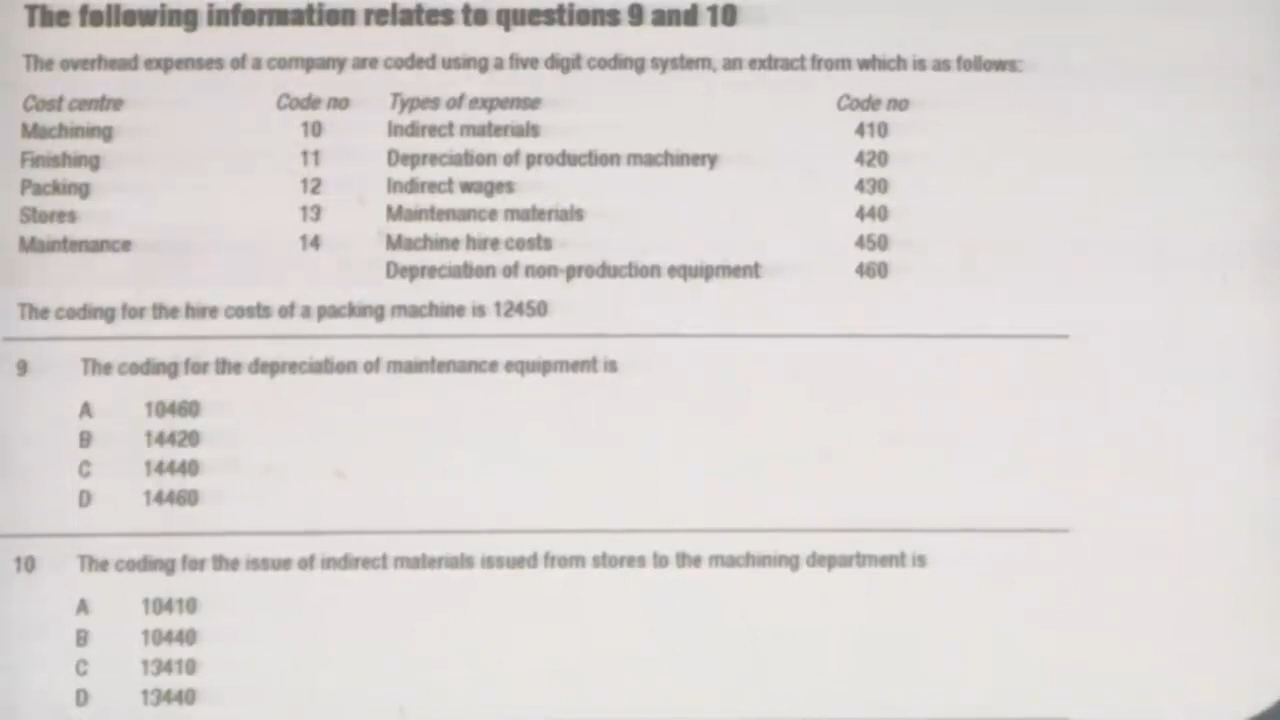 The following information relates to questions 9 and 10
The overhead expenses of a company are coded using a five digit coding system, an extract from which is as follows:
Cost centre Code no Types of expense Code no
Machining 10 Indirect materials 410
Finishing 11 Depreciation of production machinery 420
Packing 12 Indirect wages 430
Stores 13 Maintenance materials 440
Maintenance 14 Machine hire costs 450
Depreciation of non-production equipment 460
The coding for the hire costs of a packing machine is 12450
9 The coding for the depreciation of maintenance equipment is
A 10460
B 14420
C 14440
D 14460
10 The coding for the issue of indirect materials issued from stores to the machining department is
A 10410
B 10440
C 13410
D 13440